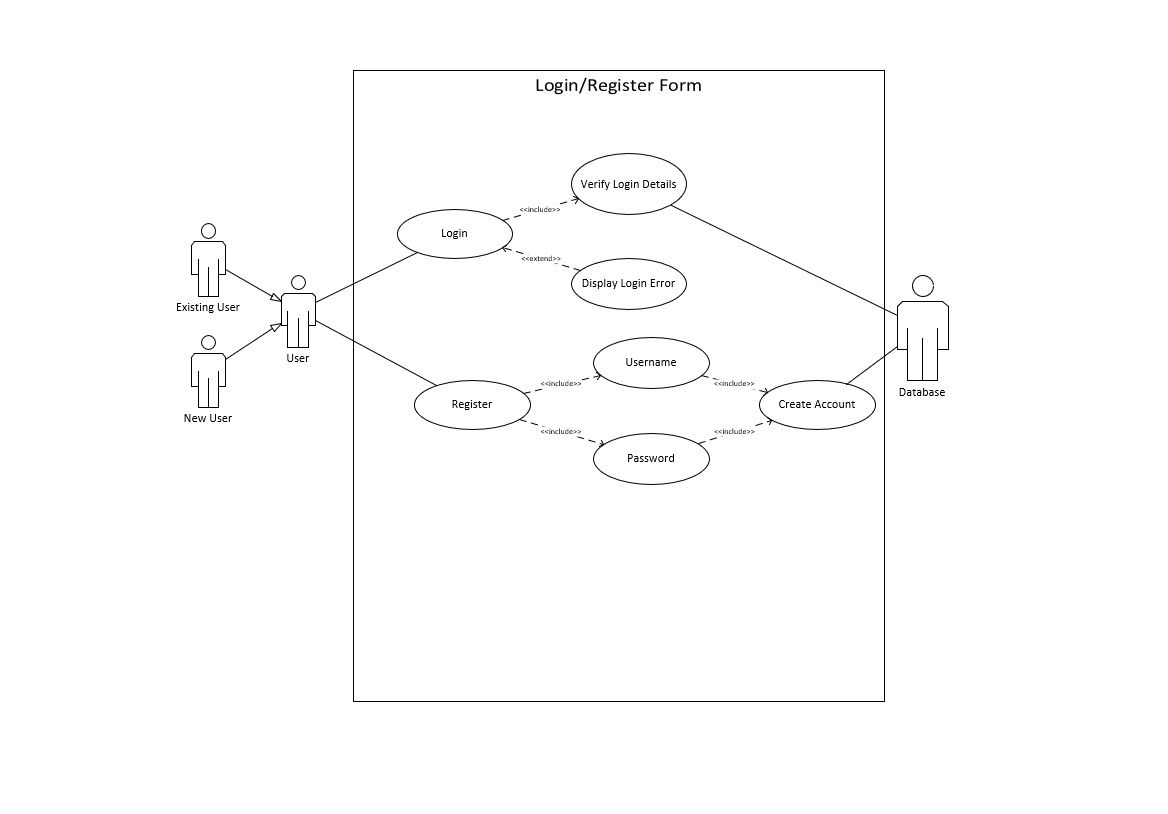 Login/Register Form
Verify Login Details
<<include>>
Login
<<extend>>
Display Login Error
Existing User
User
New User
Username
<<include>>
<<include>>
Register
Create Account
Database
<<include>>
<<include>>
Password